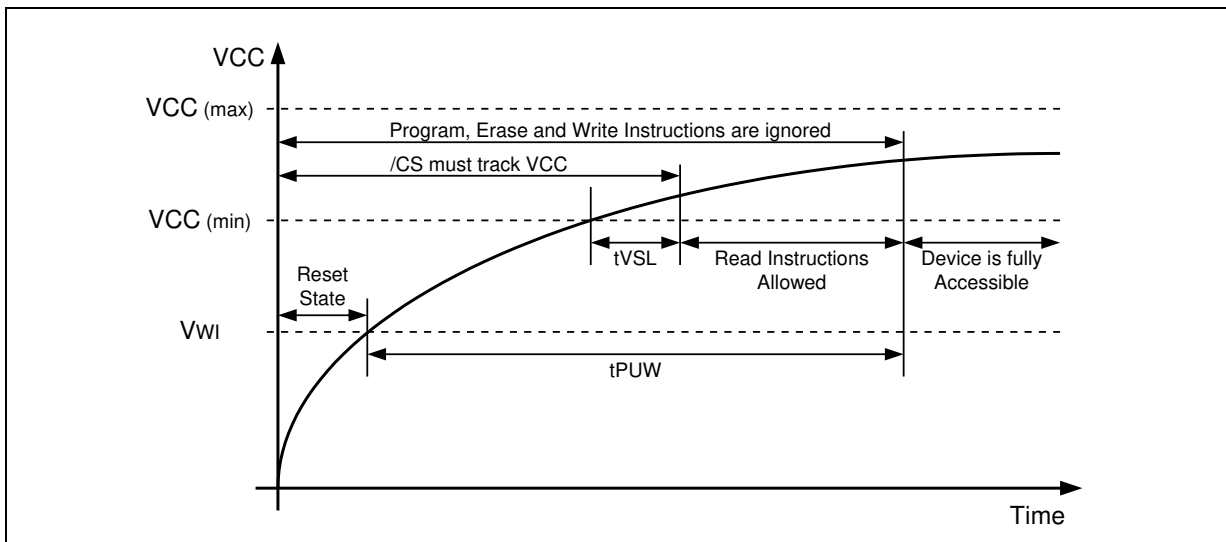 VCC
VCC (max)
Program, Erase and Write Instructions are ignored
/CS must track VCC
VCC (min)
tVSL
Read Instructions
Allowed
Device is fully
Accessible
Reset
State
VWI
tPUW
Time